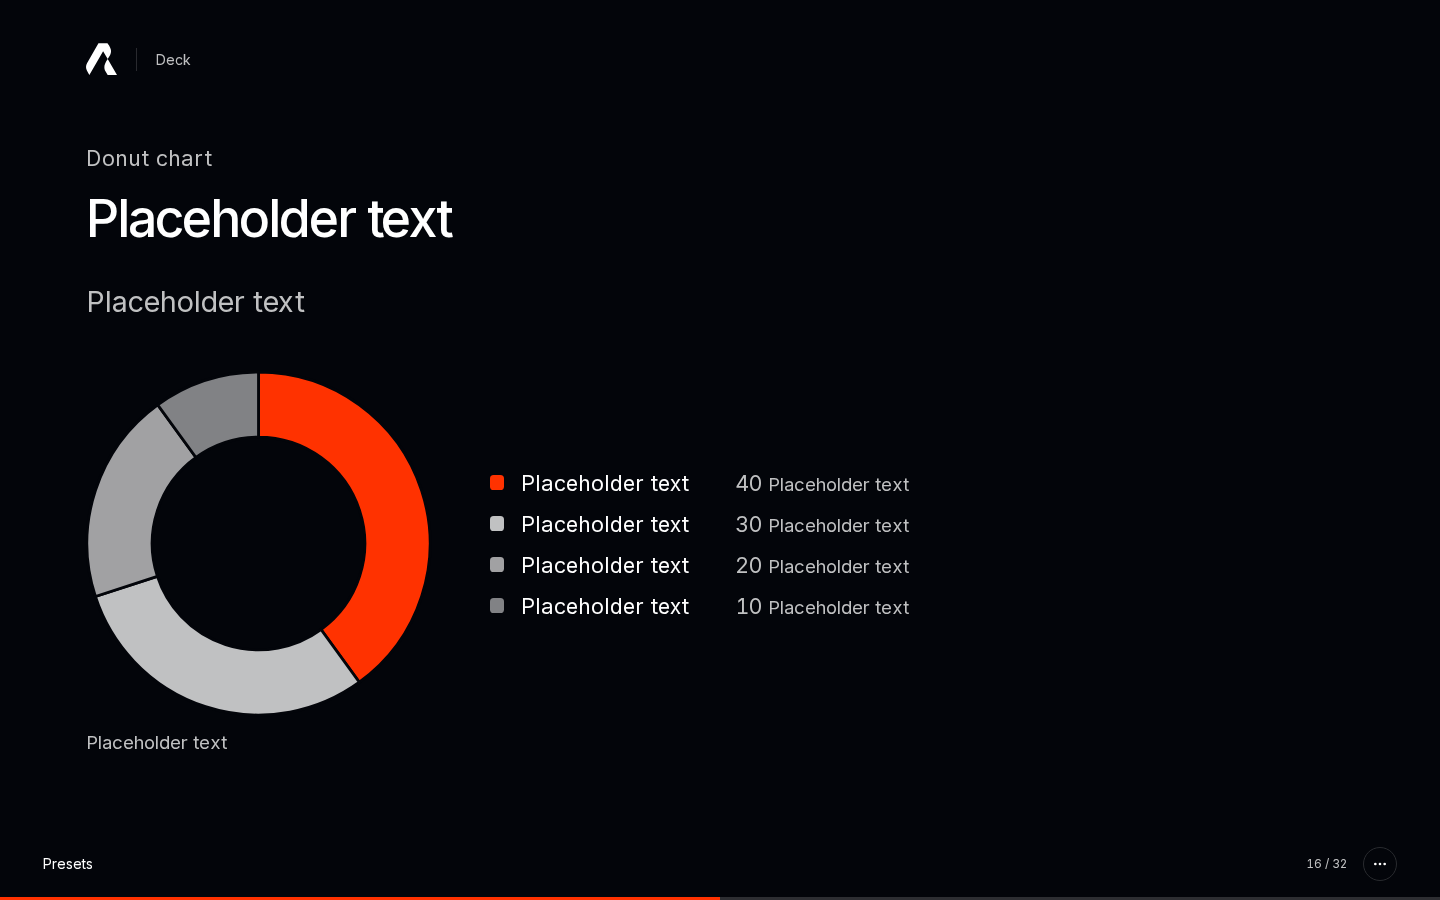 Deck
Donut chart
Placeholder text
Placeholder text
Placeholder text 40 Placeholder text
Placeholder text 30 Placeholder text
Placeholder text 20 Placeholder text
Placeholder text 10 Placeholder text
Placeholder text
Presets
16 / 32